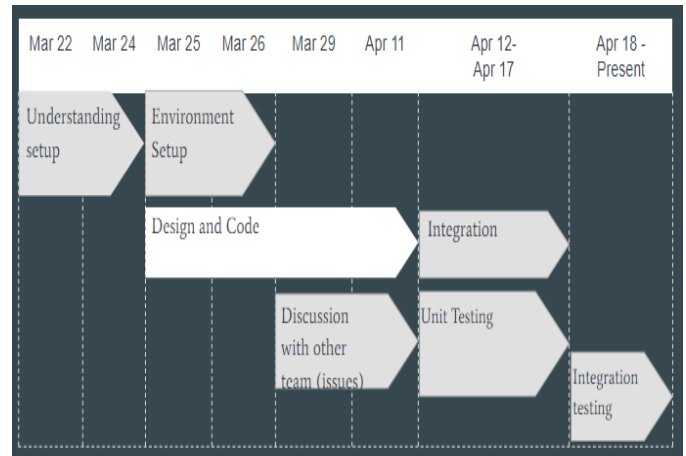 Mar 22 Mar 24 Mar 25 Mar 26 Mar 29 Apr 11 Apr 12- Apr 18 -
Apr 17 Present
Understanding
setup
Environment
Setup
Design and Code
Integration
Discussion
with other
team (issues)
Unit Testing
Integration
testing